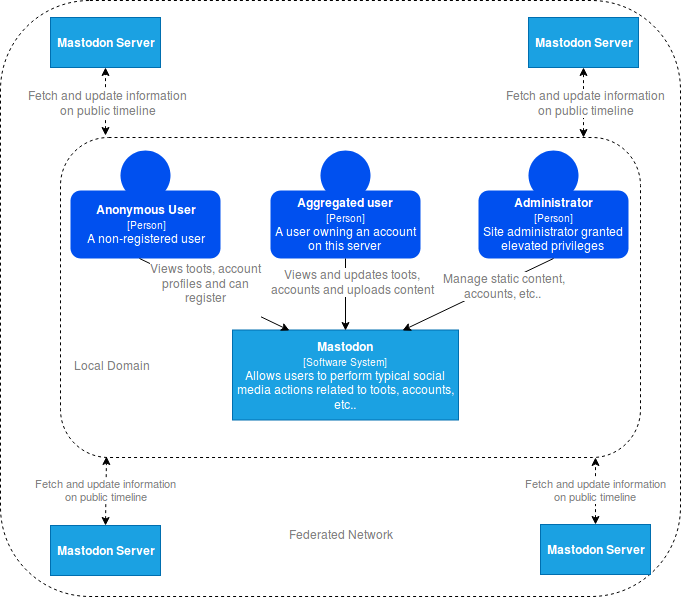 Mastodon Server
Mastodon Server
Fetch and update information
on public timeline
Fetch and update information
on public timeline
Anonymous User
[Person]
A non-registered user
Aggregated user
[Person]
A user owning an account
on this server
Administrator
[Person]
Site administrator granted
elevated privileges
Views toots, account
profiles and can
register
Views and updates toots,
accounts and uploads content
Manage static content,
accounts, etc..
Mastodon
[Software System]
Allows users to perform typical social
media actions related to toots, accounts,
etc..
Local Domain
Fetch and update information
on public timeline
Fetch and update information
on public timeline
Federated Network
Mastodon Server
Mastodon Server